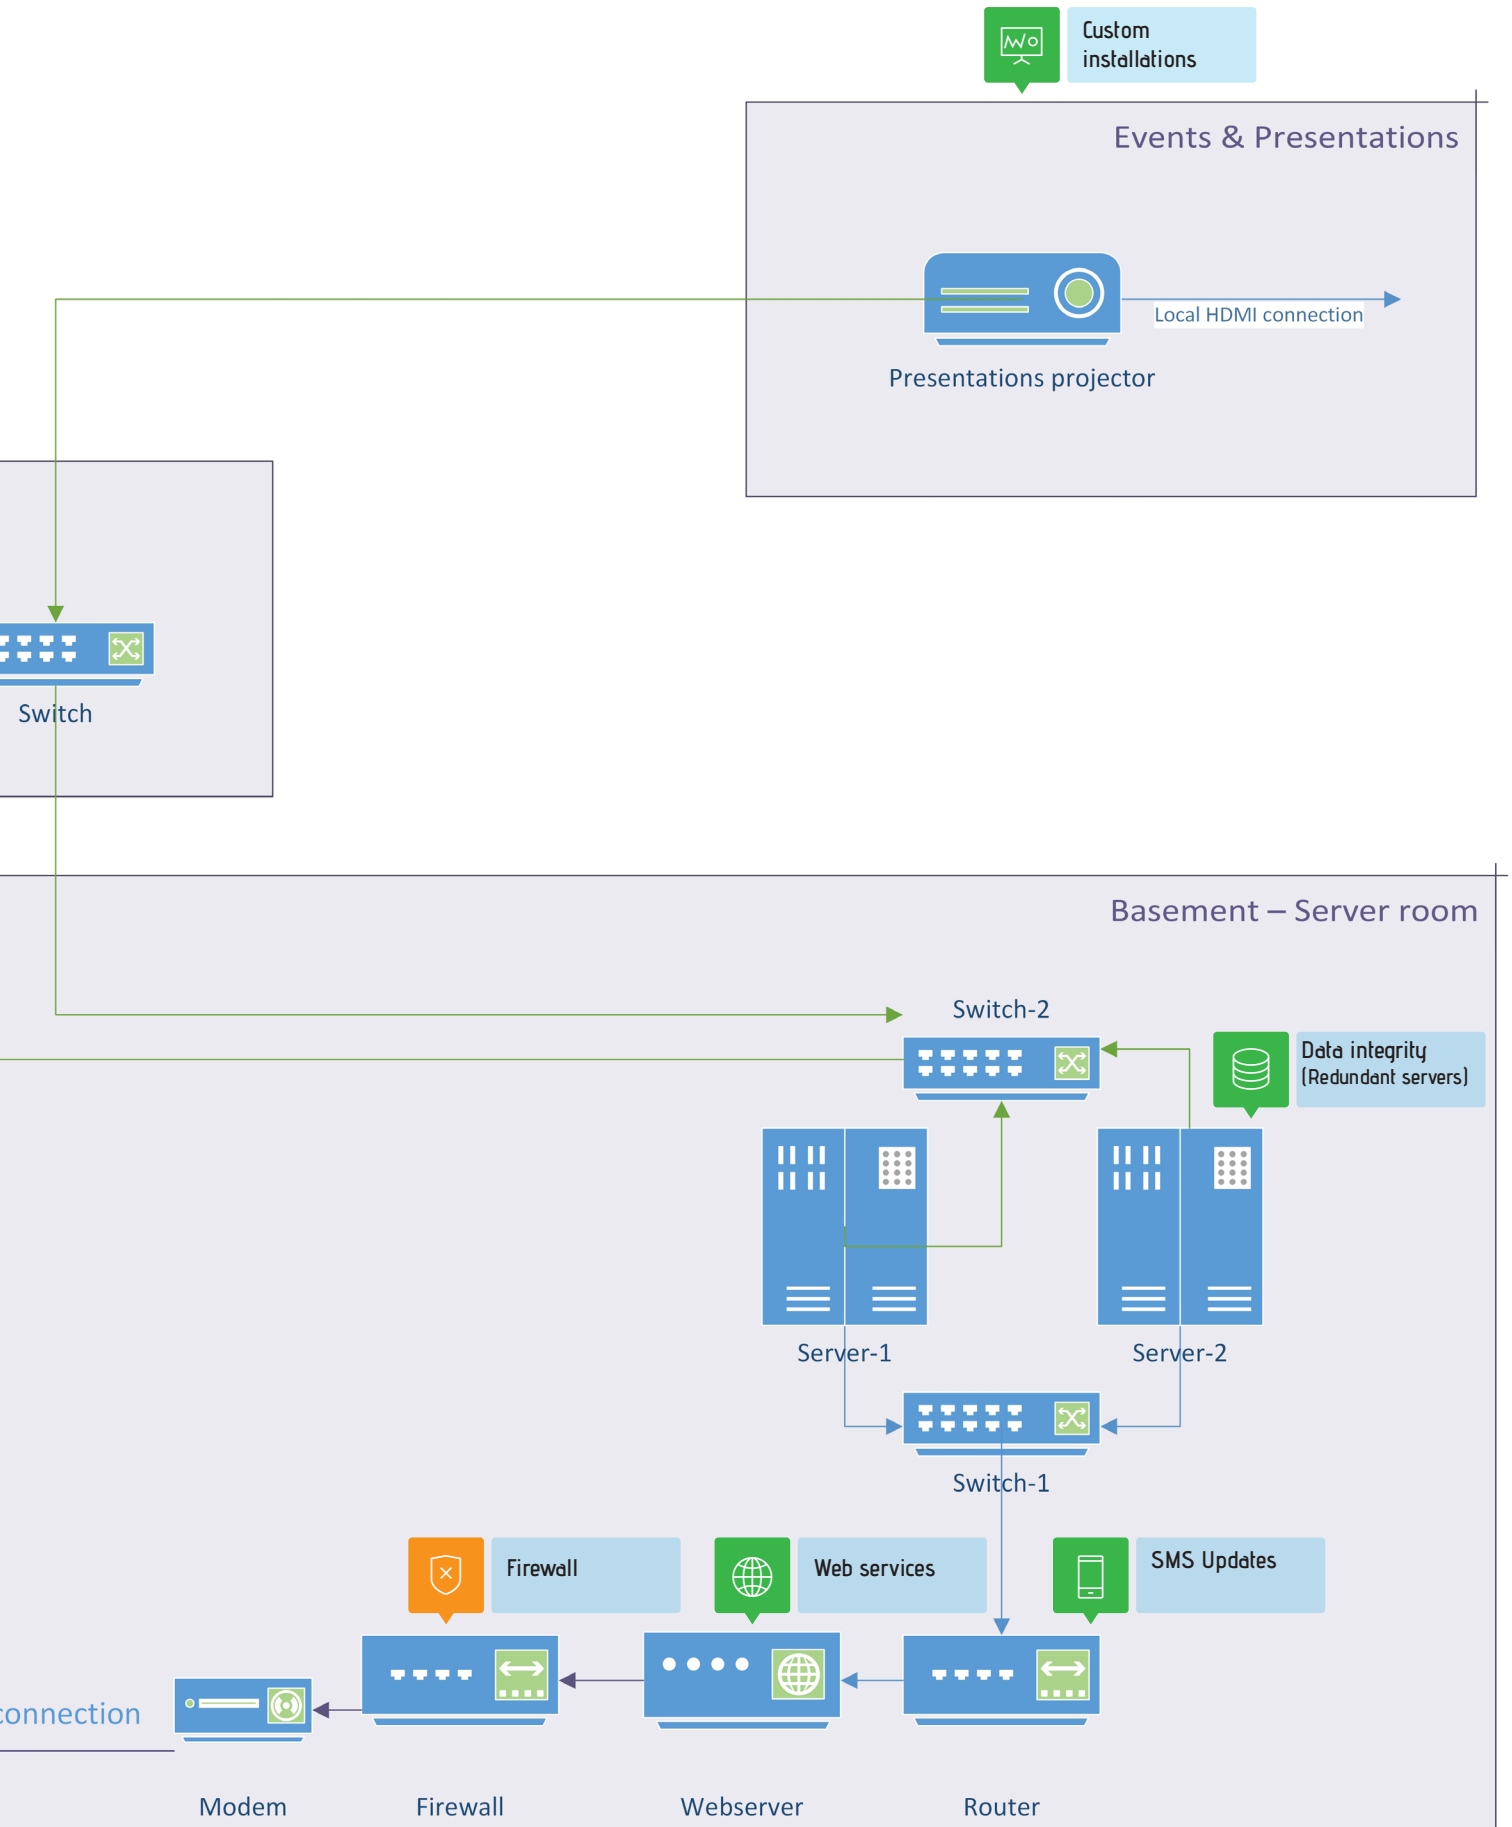 Custom
installations
Events & Presentations
Local HDMI connection
Presentations projector
Switch
Basement – Server room
Switch-2
Data integrity
(Redundant servers)
Server-1
Server-2
Switch-1
Firewall
Web services
SMS Updates
connection
Modem
Firewall
Webserver
Router